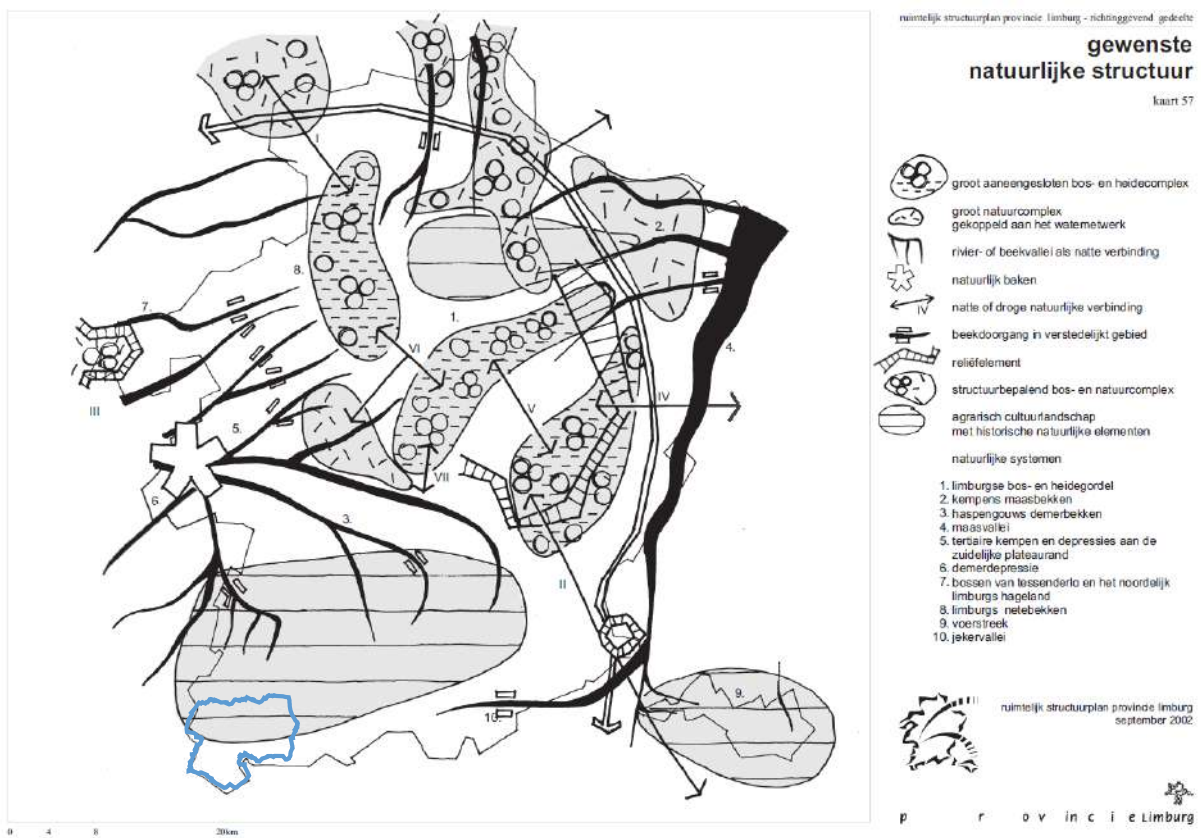 ruimtelijk structuurplan provincie limburg - richtinggevend gedeelte
gewenste
natuurlijke structuur
kaart 57
groot aaneengesloten bos- en heidecomplex
groot natuurcomplex
gekoppeld aan het waternetwerk
rivier- of beekvallei als natte verbinding
natuurlijk baken
IV
natte of droge natuurlijke verbinding
beekdoorgang in verstedelijkt gebied
reliëfelement
structuurbepalend bos- en natuurcomplex
agrarisch cultuurlandschap
met historische natuurlijke elementen
natuurlijke systemen
1. limburgse bos- en heidegordel
2. kempens maasbekken
3. haspengouws demerbekken
4. maasvallei
5. tertiaire kempen en depressies aan de
zuidelijke plateaurand
6. demerdepressie
7. bossen van tessenderlo en het noordelijk
limburgs hageland
8. limburgs netebekken
9. voerstreek
10. jekervallei
ruimtelijk structuurplan provincie limburg
september 2002
provincie Limburg
I
2.
8.
7.
1.
VI
4.
III
IV
V
5.
VII
6.
3.
II
9.
10.
0 4 8 20km